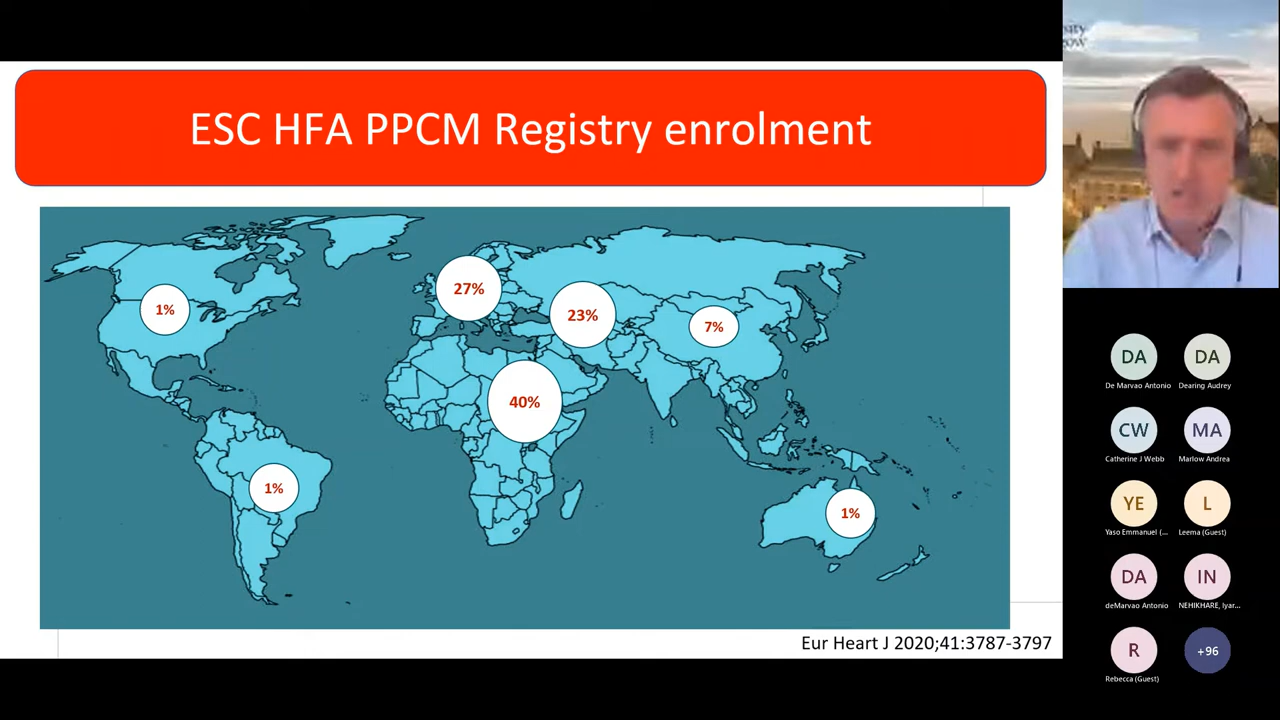 ESC HFA PPCM Registry enrolment
1%
27%
23%
7%
40%
1%
1%
Eur Heart J 2020;41:3787-3797
DA
DA
De Marvao Antonio
Dearing Audrey
CW
MA
Catherine J Webb
Marlow Andrea
YE
L
Yaso Emmanuel (...
Leema (Guest)
DA
IN
deMarvao Antonio
NEHIKHARE, Iyar...
R
+96
Rebecca (Guest)